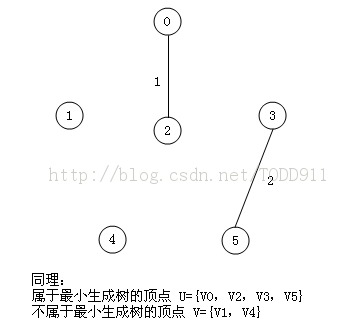 0
1
1
2
3
http://blog.csdn.net/TODD911
2
4
5
同理:
属于最小生成树的顶点 U={V0, V2, V3, V5}
不属于最小生成树的顶点 V={V1, V4}